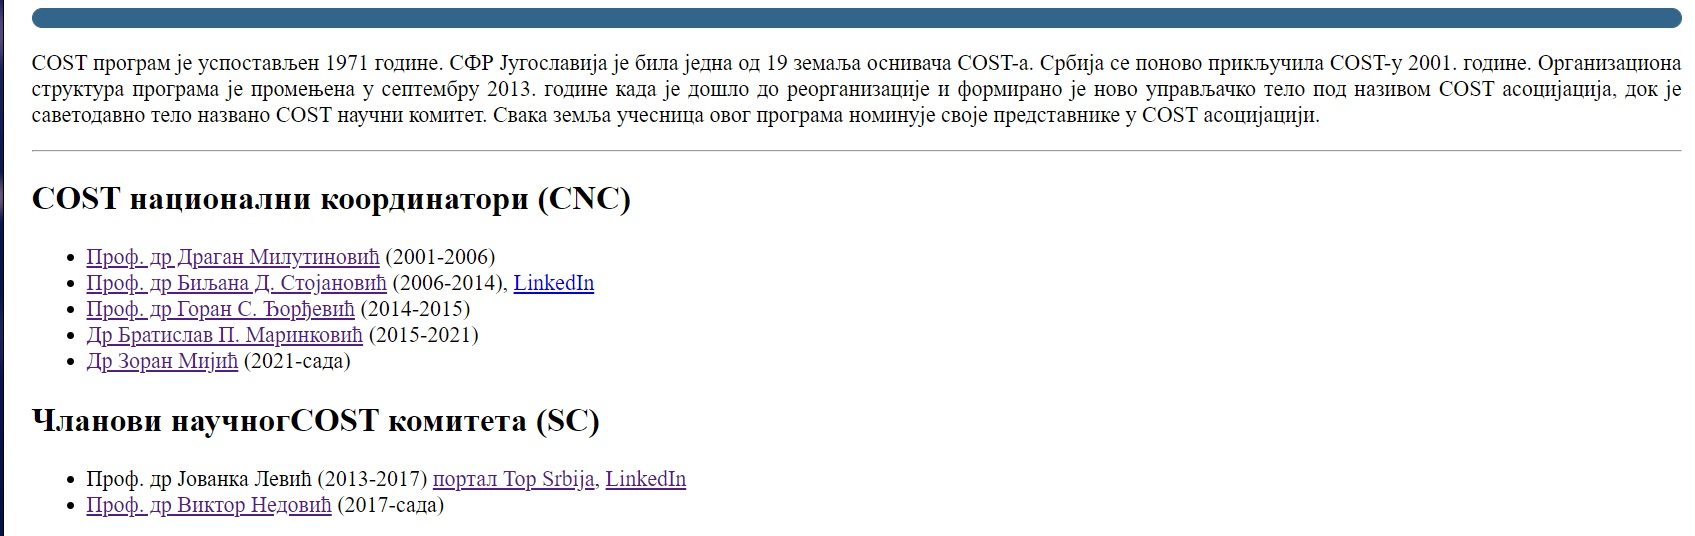 COST програм је успостављен 1971 године. СФР Југославија је била једна од 19 земаља оснивача COST-а. Србија се поново прикључила COST-у 2001. године. Организациона
структура програма је промењена у септембру 2013. године када је дошло до реорганизације и формирано је ново управљачко тело под називом COST асоцијација, док је
саветодавно тело названо COST научни комитет. Свака земља учесница овог програма номинује своје представнике у COST асоцијацији.
COST национални координатори (CNC)
Проф. др Драган Милутиновић (2001-2006)
Проф. др Биљана Д. Стојановић (2006-2014), LinkedIn
Проф. др Горан С. Ђорђевић (2014-2015)
Др Братислав П. Маринковић (2015-2021)
Др Зоран Мијић (2021-сада)
Чланови научногCOST комитета (SC)
Проф. др Јованка Левић (2013-2017) портал Top Srbija, LinkedIn
Проф. др Виктор Недовић (2017-сада)